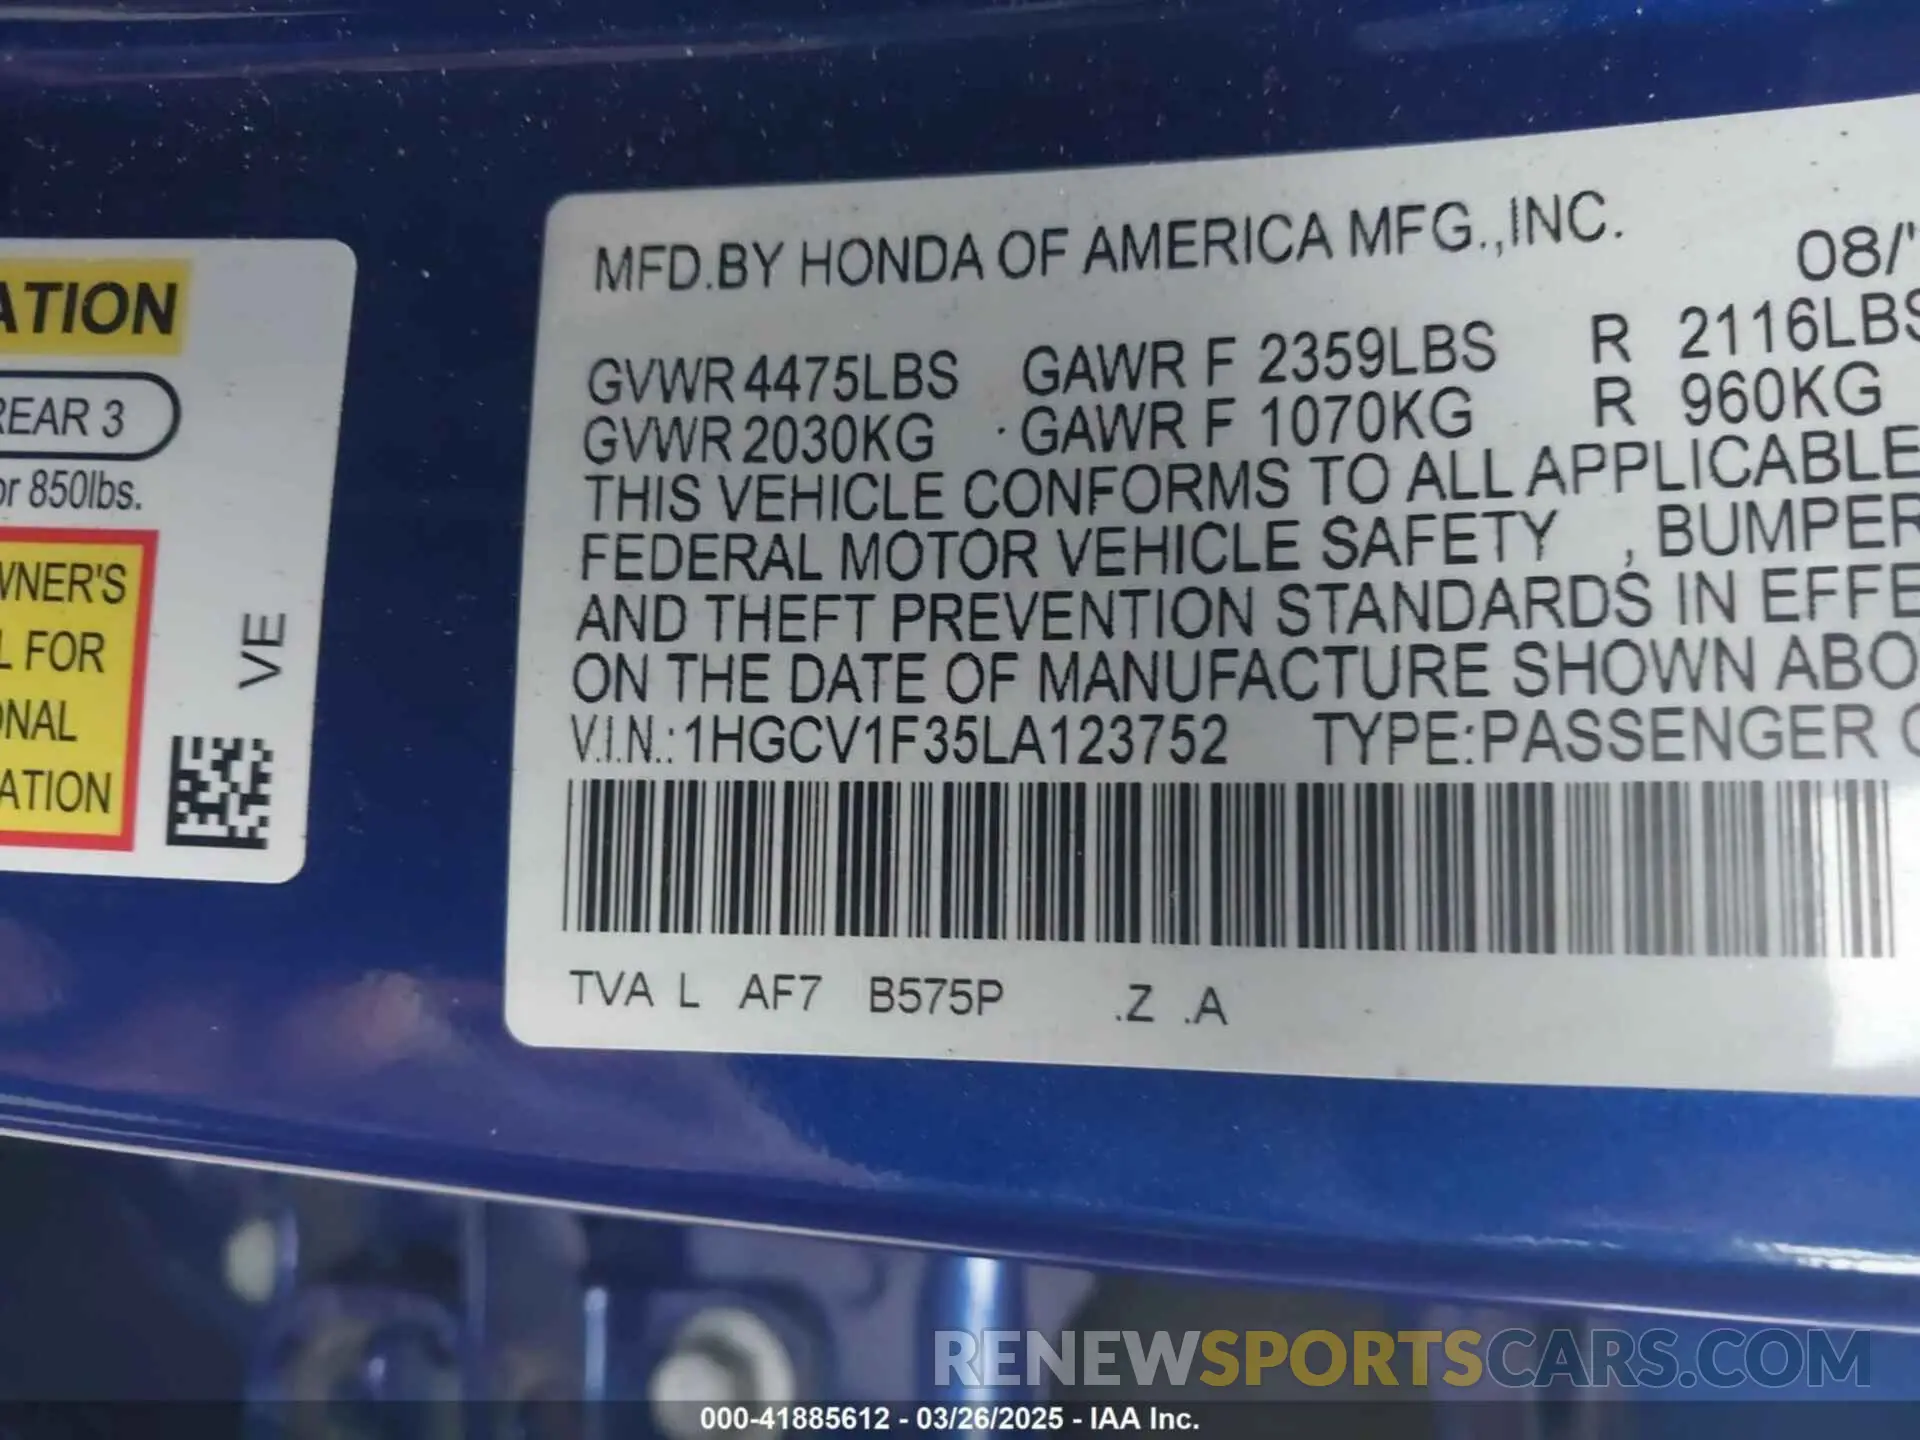 ATION
REAR 3
or 850lbs.
WNER'S
L FOR
ONAL
ATION
VE
MFD.BY HONDA OF AMERICA MFG.,INC.
08/'
GVWR 4475LBS GAWR F 2359LBS R 2116LBS
GVWR 2030KG GAWR F 1070KG R 960KG
THIS VEHICLE CONFORMS TO ALL APPLICABLE
FEDERAL MOTOR VEHICLE SAFETY , BUMPER
AND THEFT PREVENTION STANDARDS IN EFFE
ON THE DATE OF MANUFACTURE SHOWN ABO
V.I.N.: 1HGCV1F35LA123752 TYPE:PASSENGER C
TVA L AF7 B575P .Z .A
RENEWSPORTSCARS.COM
000-41885612 - 03/26/2025 - IAA Inc.